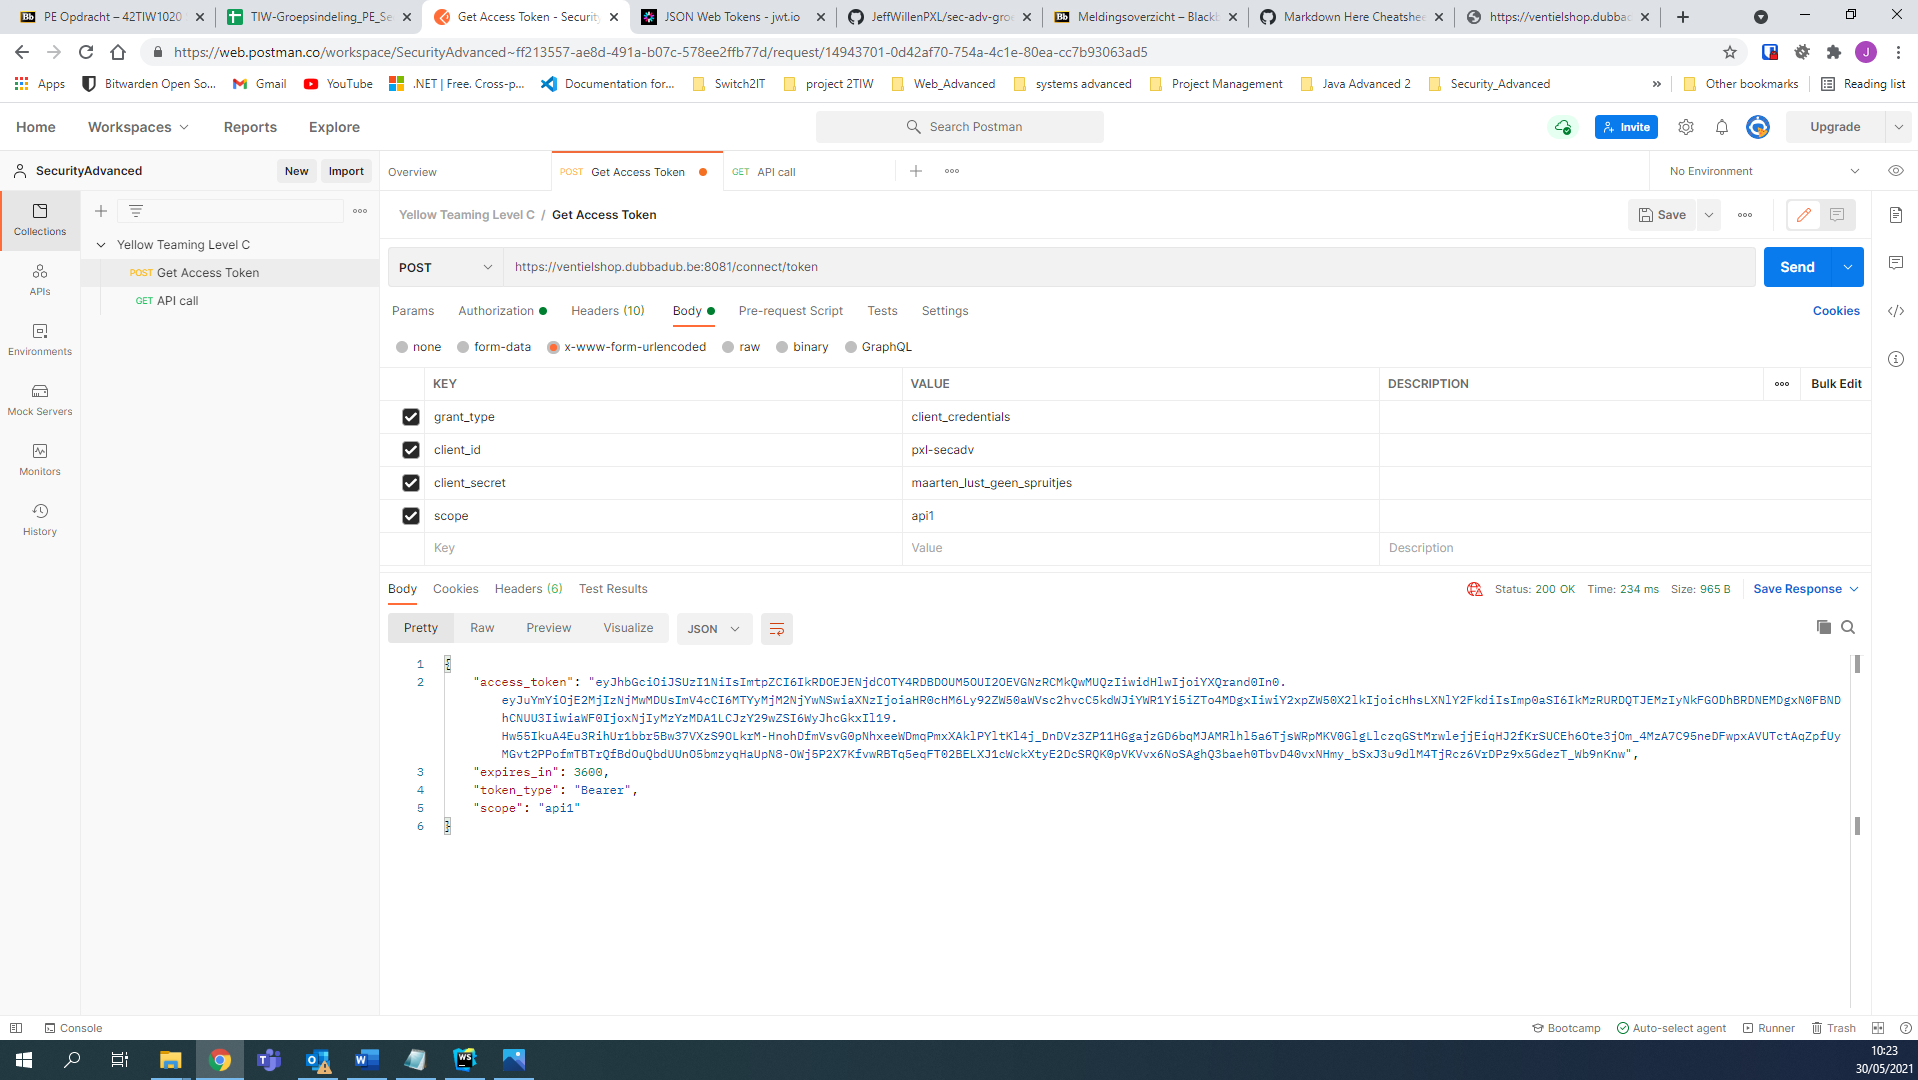 PE Opdracht – 42TIW1020
TIW-Groepsindeling_PE_Se
Get Access Token - Securit
JSON Web Tokens - jwt.io
JeffWillenPXL/sec-adv-groe
Meldingsoverzicht – Blackb
Markdown Here Cheatshee
https://ventielshop.dubbad
https://web.postman.co/workspace/SecurityAdvanced~ff213557-ae8d-491a-b07c-578ee2ffb77d/request/14943701-0d42af70-754a-4c1e-80ea-cc7b93063ad5
Apps
Bitwarden Open So...
Gmail
YouTube
.NET | Free. Cross-p...
Documentation for...
Switch2IT
project 2TIW
Web_Advanced
systems advanced
Project Management
Java Advanced 2
Security_Advanced
»
Other bookmarks
Reading list
Home
Workspaces
Reports
Explore
Search Postman
Invite
Upgrade
SecurityAdvanced
New
Import
Overview
POST Get Access Token
GET API call
No Environment
Collections
APIs
Environments
Mock Servers
Monitors
History
Yellow Teaming Level C
POST Get Access Token
GET API call
Yellow Teaming Level C / Get Access Token
Save
POST
https://ventielshop.dubbadub.be:8081/connect/token
Send
Params
Authorization
Headers (10)
Body
Pre-request Script
Tests
Settings
Cookies
none
form-data
x-www-form-urlencoded
raw
binary
GraphQL
KEY VALUE DESCRIPTION
Bulk Edit
grant_type client_credentials
client_id pxl-secadv
client_secret maarten_lust_geen_spruitjes
scope api1
Key Value Description
Body
Cookies
Headers (6)
Test Results
Status: 200 OK
Time: 234 ms
Size: 965 B
Save Response
Pretty
Raw
Preview
Visualize
JSON
1 {
2 "access_token":
3 "expires_in": 3600,
4 "token_type": "Bearer",
5 "scope": "api1"
6 }
Console
Bootcamp
Auto-select agent
Runner
Trash
10:23
30/05/2021